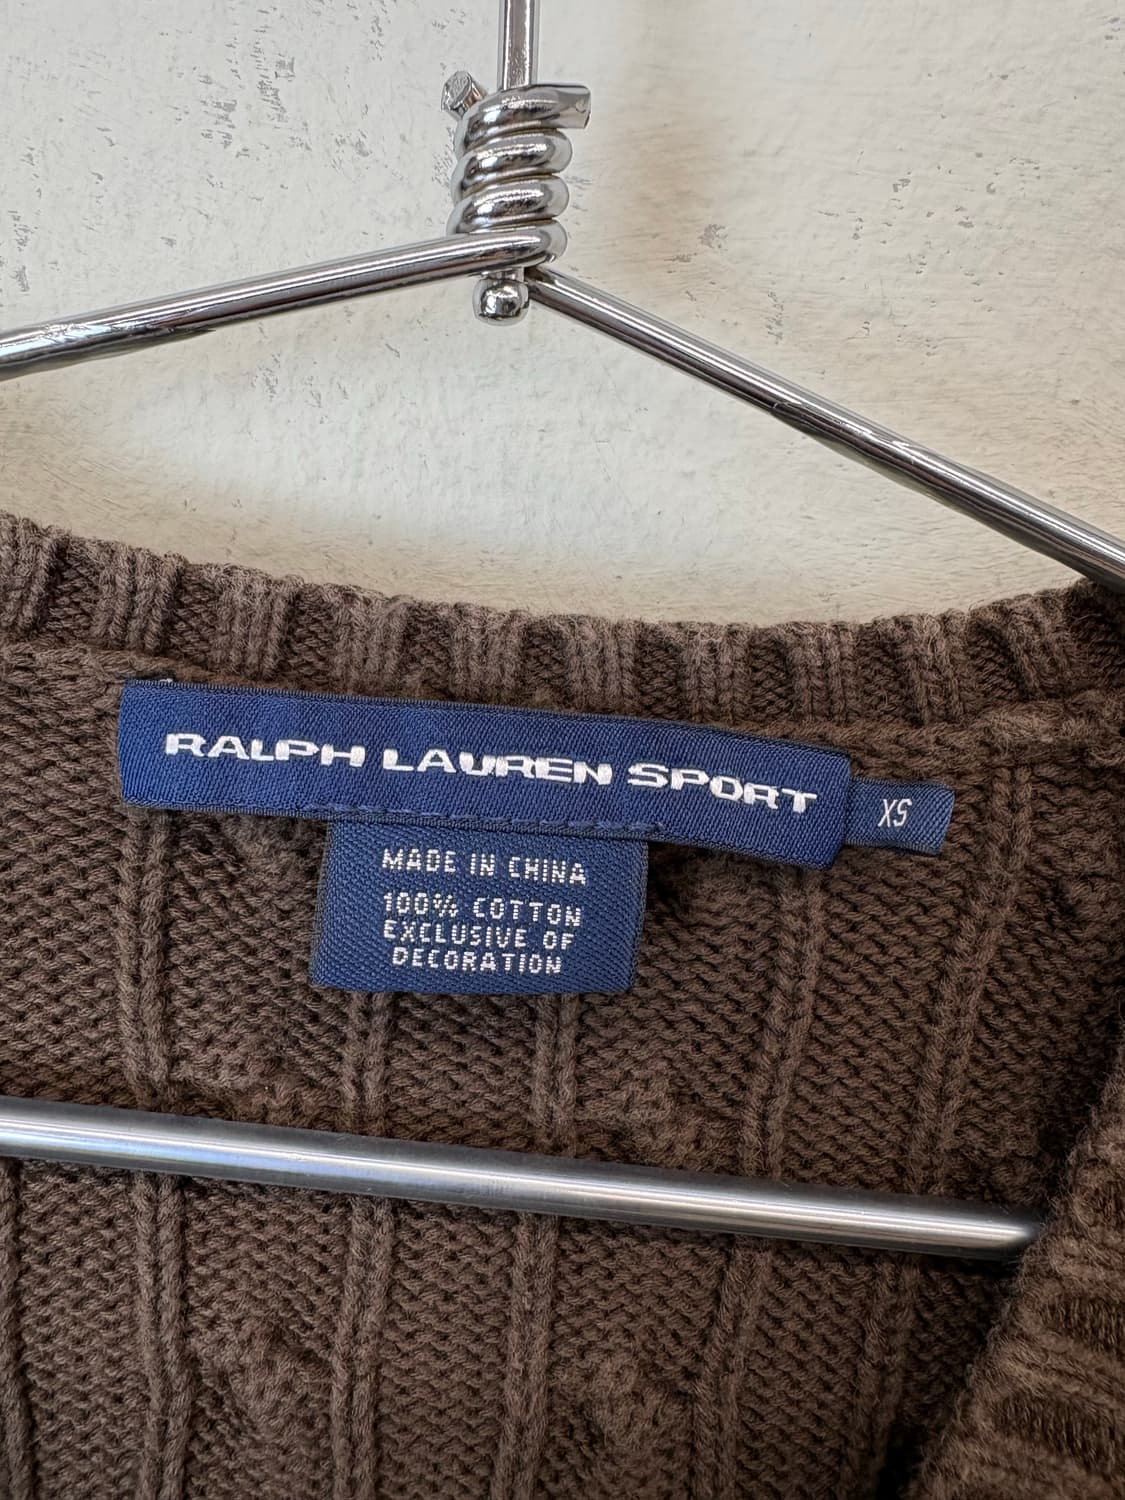 RALPH LAUREN SPORT
XS
MADE IN CHINA
100% COTTON
EXCLUSIVE OF
DECORATION